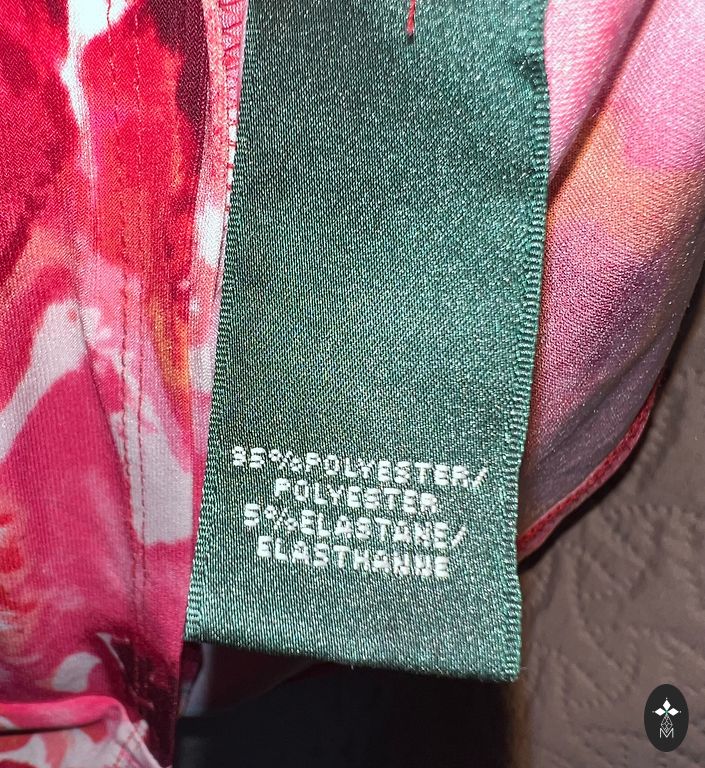 95%POLYESTER/
POLYESTER
5%ELASTANE/
ELASTHANNE
M